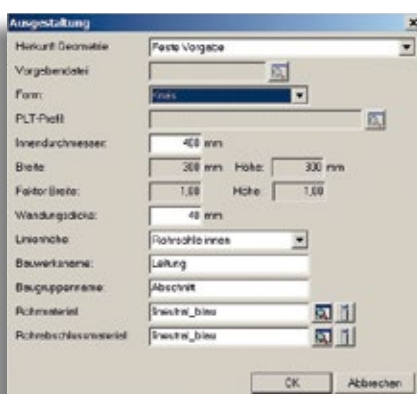 Ausgestaltung
Herkunft Geometrie Feste Vorgabe
Vorgabendatei
Form: Kreis
PLT-Profil:
Innendurchmesser: 400 mm
Breite: 300 mm Höhe: 300 mm
Faktor Breite: 1,00 Höhe: 1,00
Wandungsdicke: 40 mm
Linienhöhe: Rohrsohle innen
Bauwerksname: Leitung
Baugruppenname: Abschnitt
Rohrmaterial:
Rohrabschlussmaterial:
OK Abbrechen